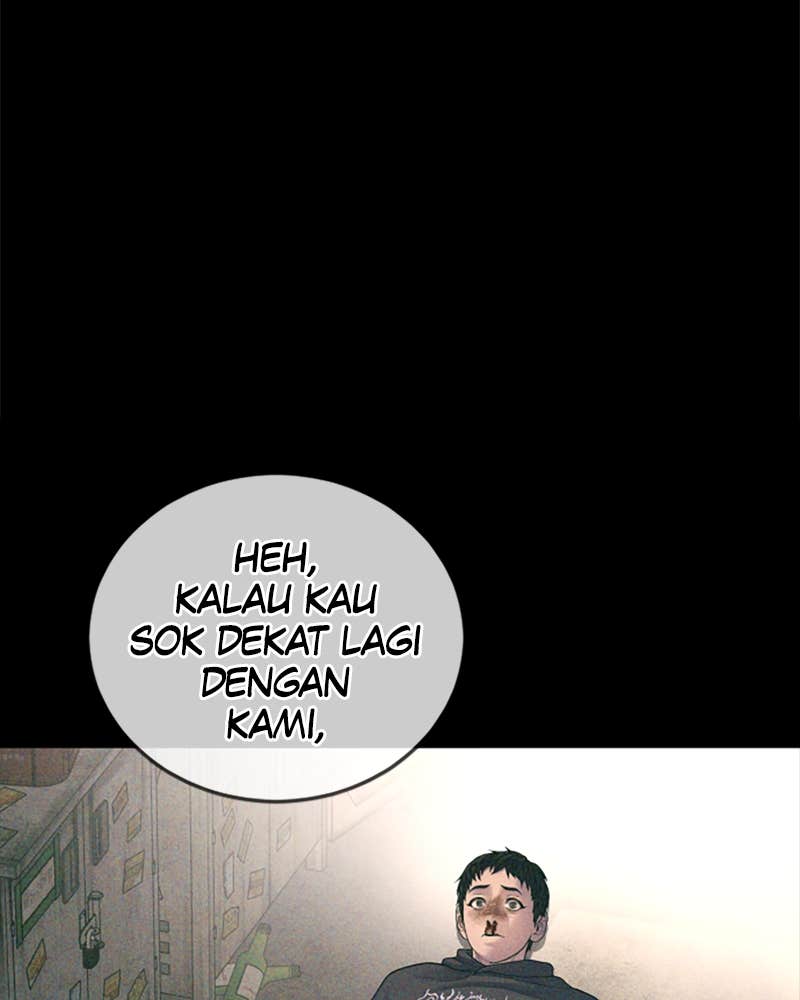 HEH,
KALAU KAU
SOK DEKAT LAGI
DENGAN
KAMI,